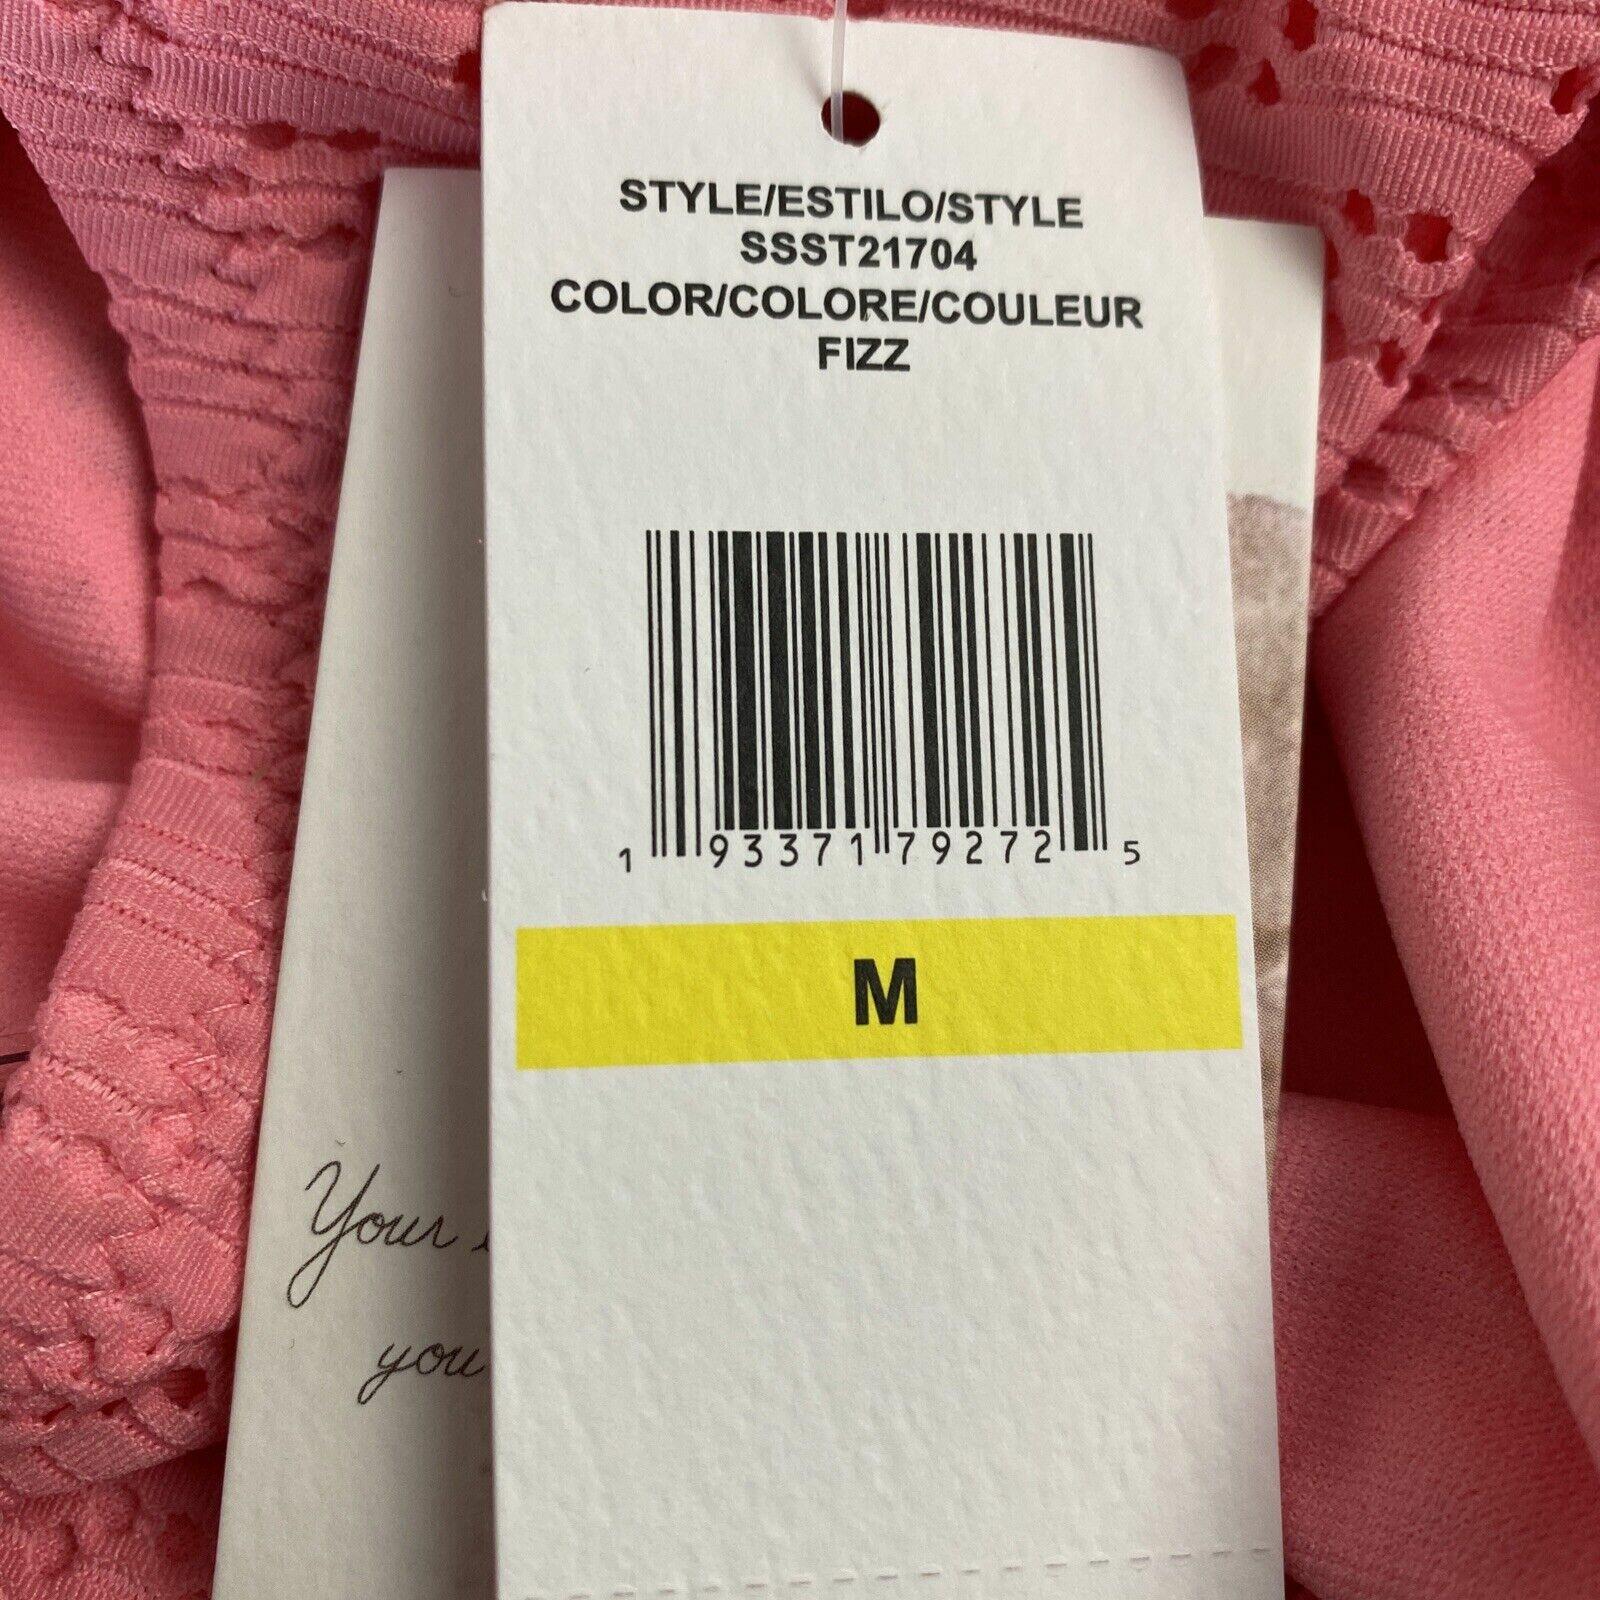 STYLE/ESTILO/STYLE
SSST21704
COLOR/COLORE/COULEUR
FIZZ
1 93371 79272 5
M
Your
you